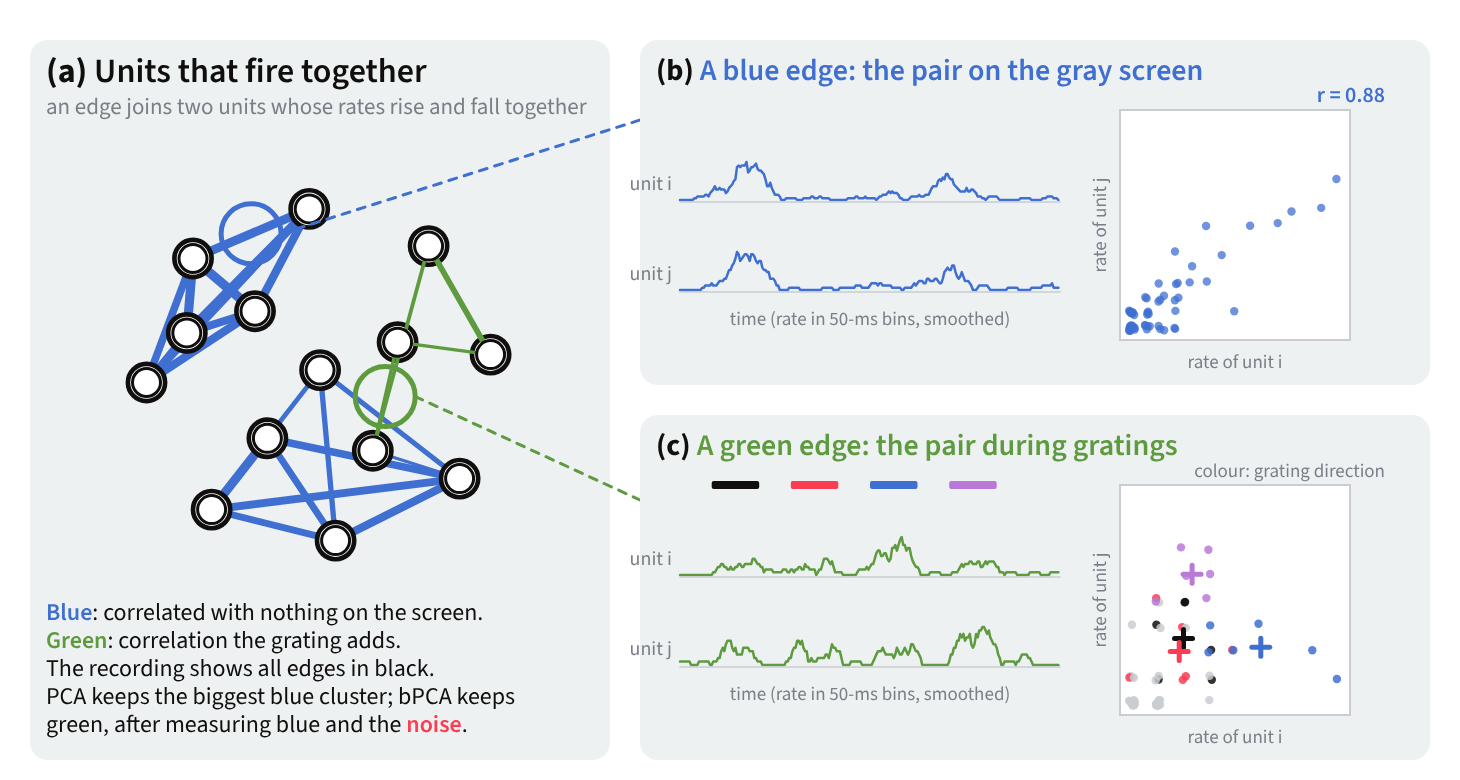 (a) Units that fire together
an edge joins two units whose rates rise and fall together
Blue: correlated with nothing on the screen.
Green: correlation the grating adds.
The recording shows all edges in black.
PCA keeps the biggest blue cluster; bPCA keeps
green, after measuring blue and the noise.
(b) A blue edge: the pair on the gray screen
r = 0.88
unit i
unit j
time (rate in 50-ms bins, smoothed)
rate of unit j
rate of unit i
(c) A green edge: the pair during gratings
colour: grating direction
unit i
unit j
time (rate in 50-ms bins, smoothed)
rate of unit j
rate of unit i